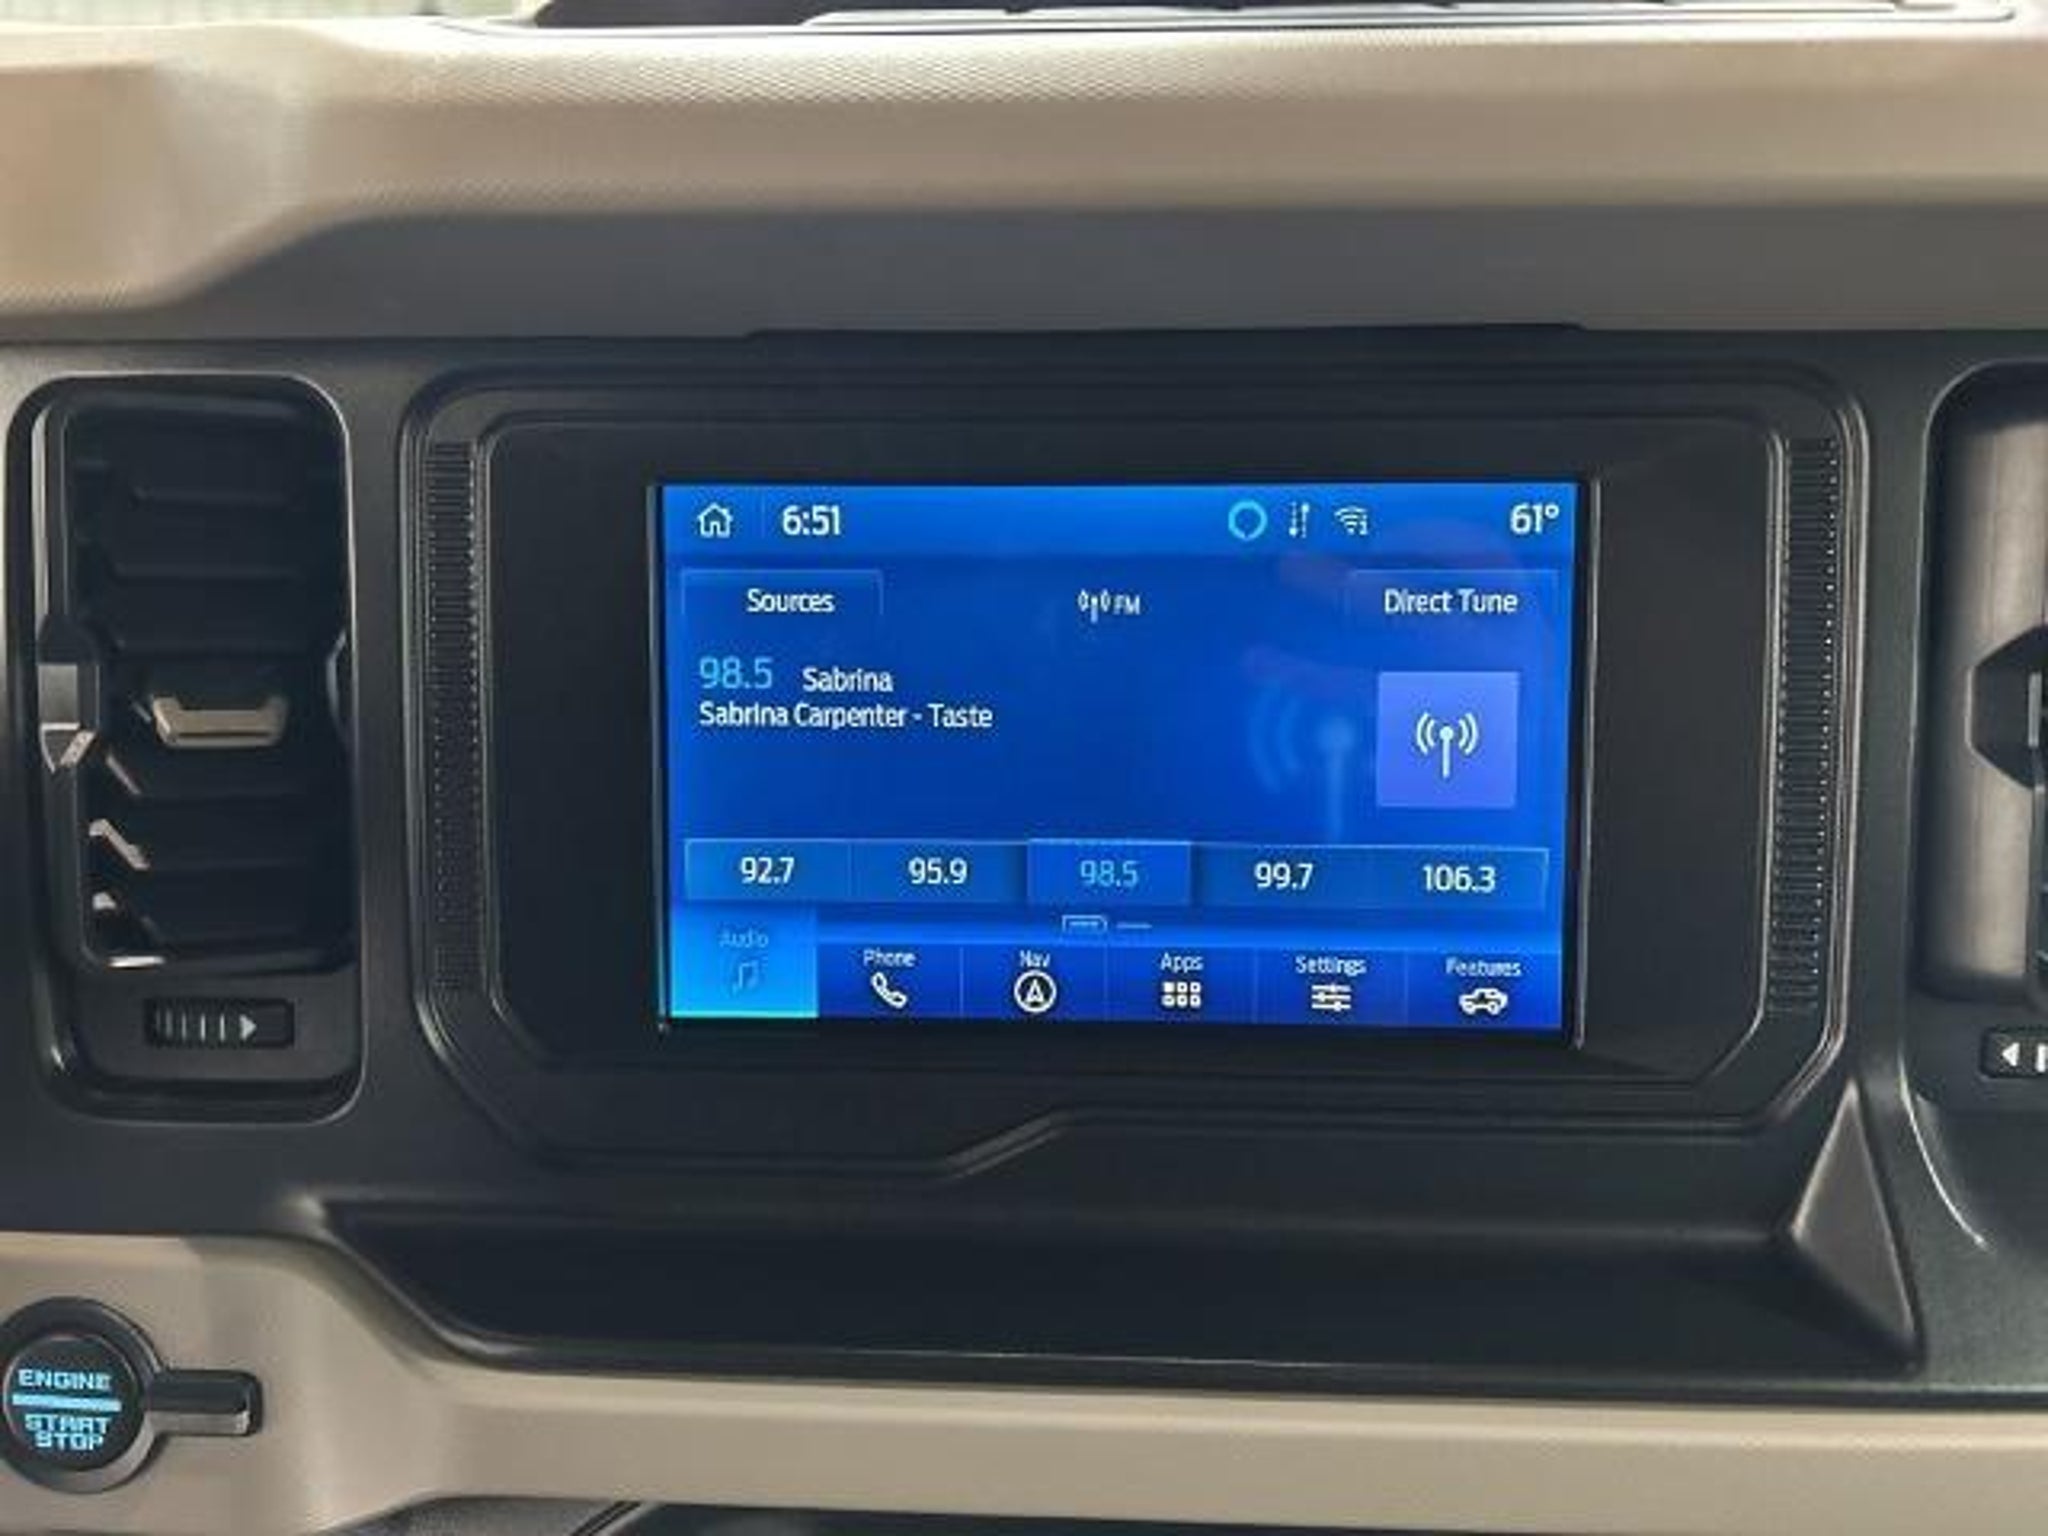 6:51 61°
Sources FM Direct Tune
98.5 Sabrina
Sabrina Carpenter - Taste
92.7 95.9 98.5 99.7 106.3
Audio Phone Nav Apps Settings Features
ENGINE
START
STOP